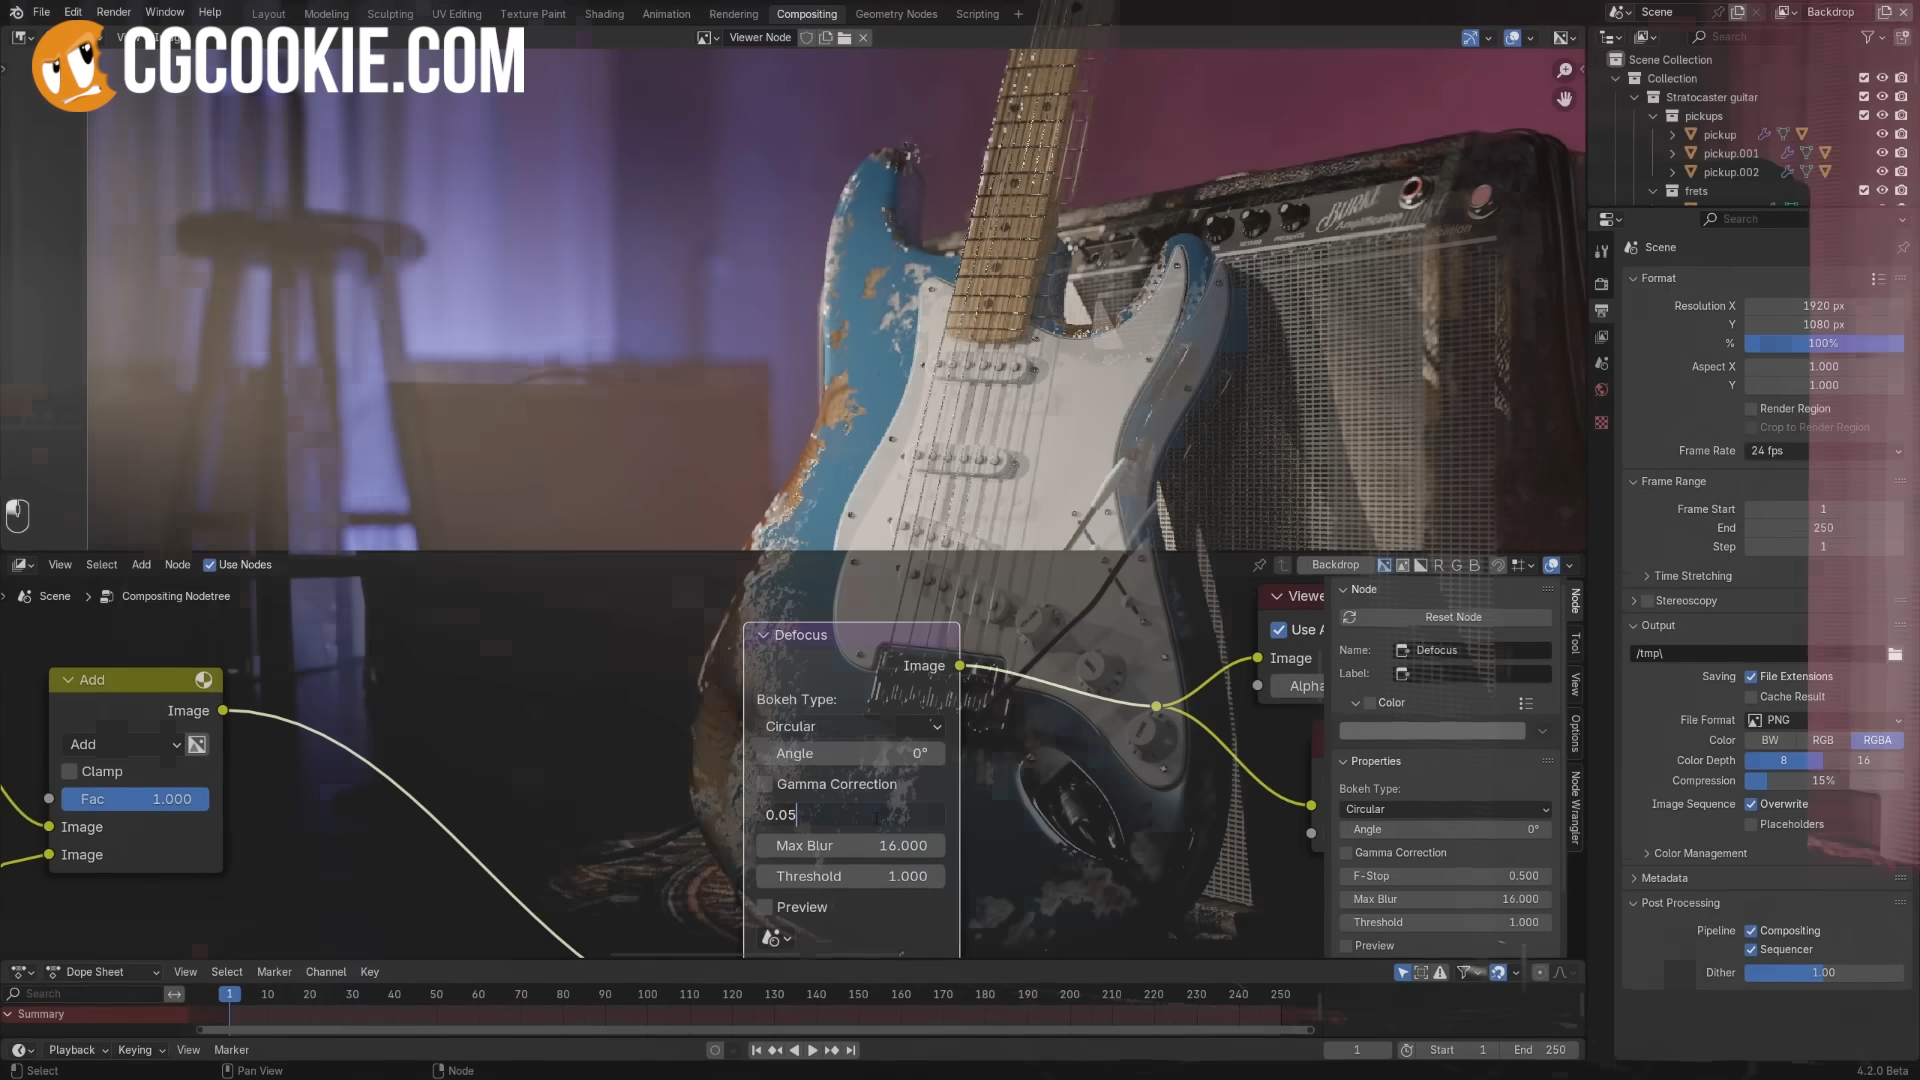 File Edit Render Window Help Layout Modeling Sculpting UV Editing Texture Paint Shading Animation Rendering Compositing Geometry Nodes Scripting + Scene Backdrop
CGCOOKIE.COM
Viewer Node
Search
Scene Collection
Collection
Stratocaster guitar
pickups
pickup
pickup.001
pickup.002
frets
BURKE
Amplification
PRESENCE
Search
Scene
Format
Resolution X 1920 px
Y 1080 px
% 100%
Aspect X 1.000
Y 1.000
Render Region
Crop to Render Region
Frame Rate 24 fps
Frame Range
Frame Start 1
End 250
Step 1
Time Stretching
Stereoscopy
Output
/tmp\
Saving File Extensions
Cache Result
File Format PNG
Color BW RGB RGBA
Color Depth 8 16
Compression 15%
Image Sequence Overwrite
Placeholders
Color Management
Metadata
Post Processing
Pipeline Compositing
Sequencer
Dither 1.00
View Select Add Node Use Nodes Backdrop R G B
Scene > Compositing Nodetree
Add
Image
Add
Clamp
Fac 1.000
Image
Image
Defocus
Image
Bokeh Type:
Circular
Angle 0°
Gamma Correction
0.05
Max Blur 16.000
Threshold 1.000
Preview
Viewe
Use A
Image
Alpha
Node
Reset Node
Name: Defocus
Label:
Color
Properties
Bokeh Type:
Circular
Angle 0°
Gamma Correction
F-Stop 0.500
Max Blur 16.000
Threshold 1.000
Preview
Node
Tool
View
Options
Node Wrangler
Dope Sheet View Select Marker Channel Key
Search 1 10 20 30 40 50 60 70 80 90 100 110 120 130 140 150 160 170 180 190 200 210 220 230 240 250
Summary
Playback Keying View Marker 1 Start 1 End 250
Select Pan View Node 4.2.0 Beta